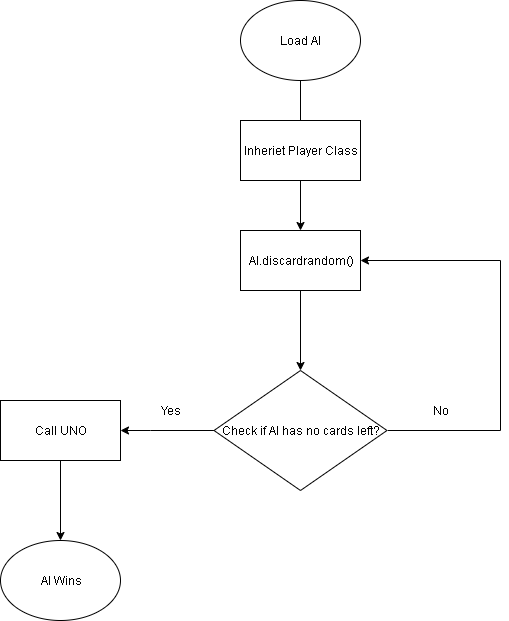 Load AI
Inheriet Player Class
AI.discardrandom()
Check if AI has no cards left?
Yes
No
Call UNO
AI Wins